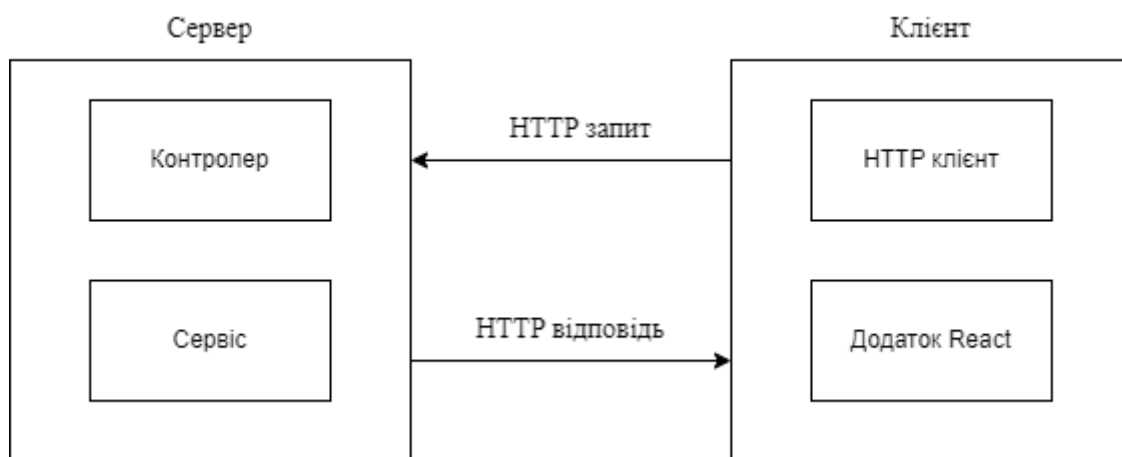 Сервер
Клієнт
HTTP запит
Контролер
HTTP клієнт
HTTP відповідь
Сервіс
Додаток React